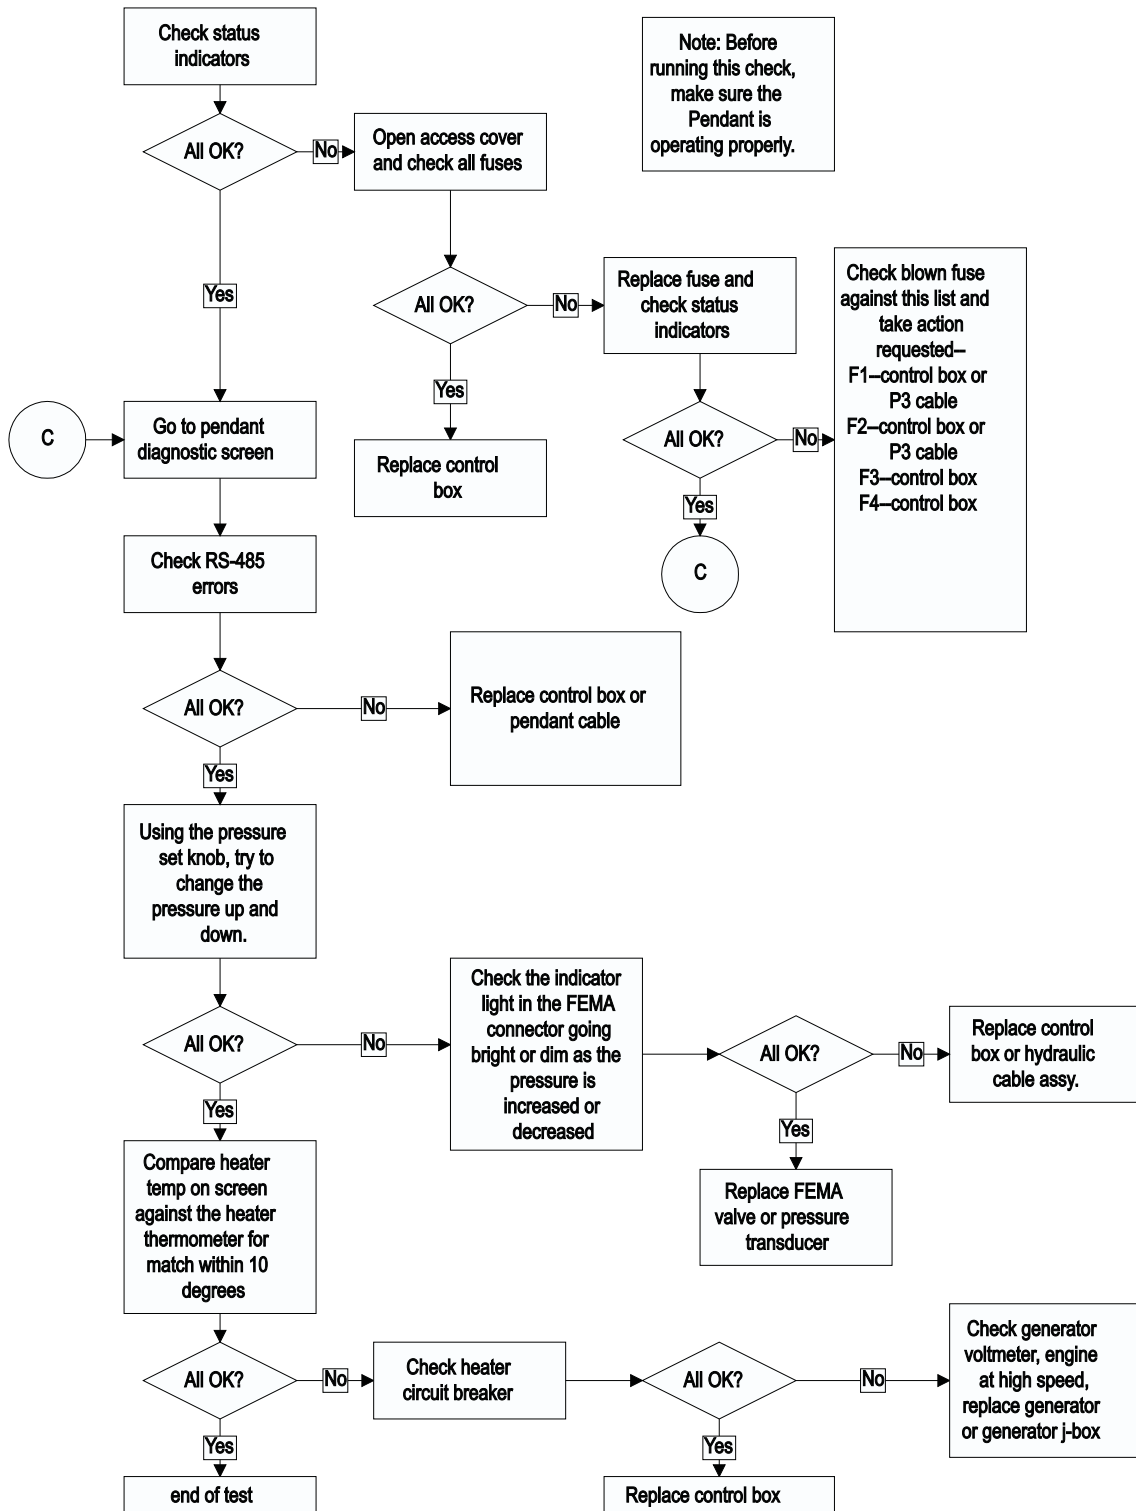 Check status
indicators
Note: Before
running this check,
make sure the
Pendant is
operating properly.
All OK?
No
Open access cover
and check all fuses
Yes
All OK?
No
Replace fuse and
check status
indicators
Check blown fuse
against this list and
take action
requested–
F1–control box or
P3 cable
F2–control box or
P3 cable
F3–control box
F4–control box
Yes
C
Go to pendant
diagnostic screen
Replace control
box
All OK?
No
Yes
C
Check RS-485
errors
All OK?
No
Replace control box or
pendant cable
Yes
Using the pressure
set knob, try to
change the
pressure up and
down.
All OK?
No
Check the indicator
light in the FEMA
connector going
bright or dim as the
pressure is
increased or
decreased
All OK?
No
Replace control
box or hydraulic
cable assy.
Yes
Replace FEMA
valve or pressure
transducer
Yes
Compare heater
temp on screen
against the heater
thermometer for
match within 10
degrees
All OK?
No
Check heater
circuit breaker
All OK?
No
Check generator
voltmeter, engine
at high speed,
replace generator
or generator j-box
Yes
end of test
Yes
Replace control box